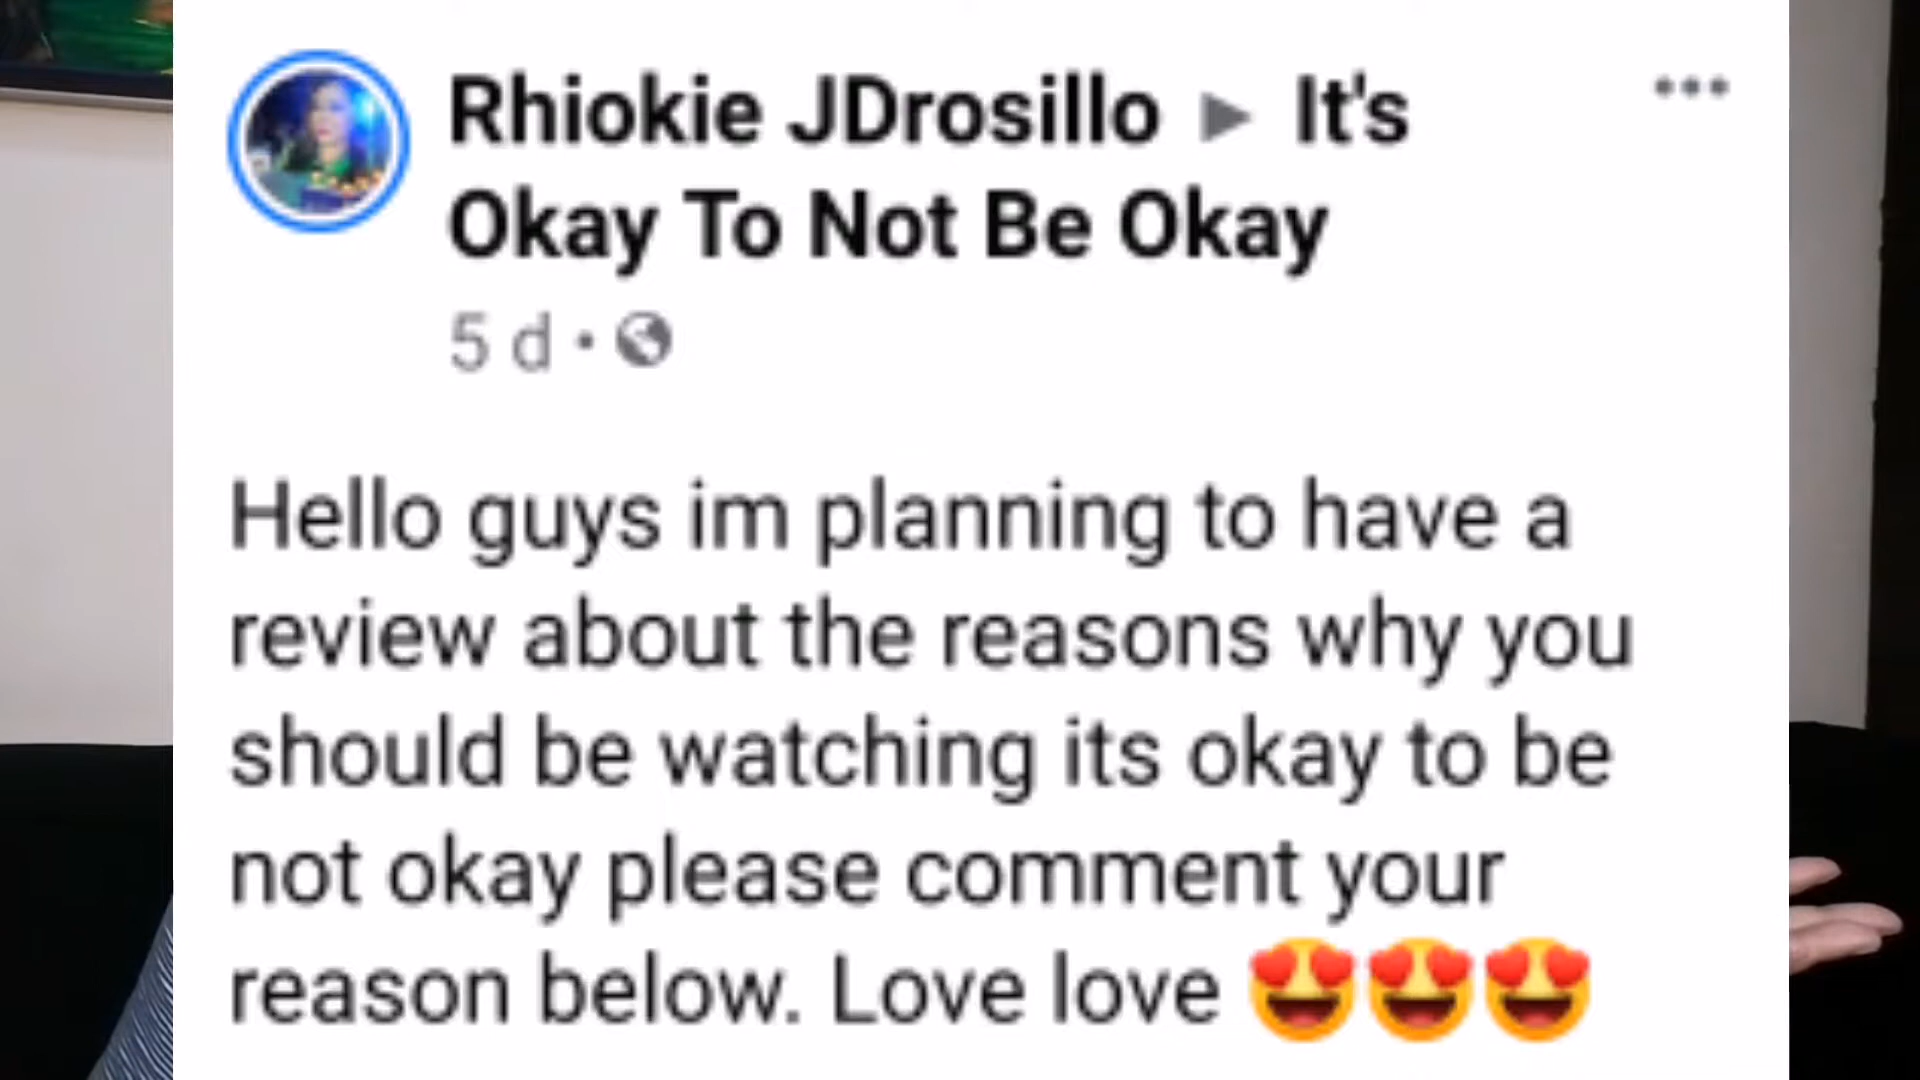 Rhiokie JDrosillo ▸ It's
Okay To Not Be Okay
5 d ·
Hello guys im planning to have a
review about the reasons why you
should be watching its okay to be
not okay please comment your
reason below. Love love 😍😍😍